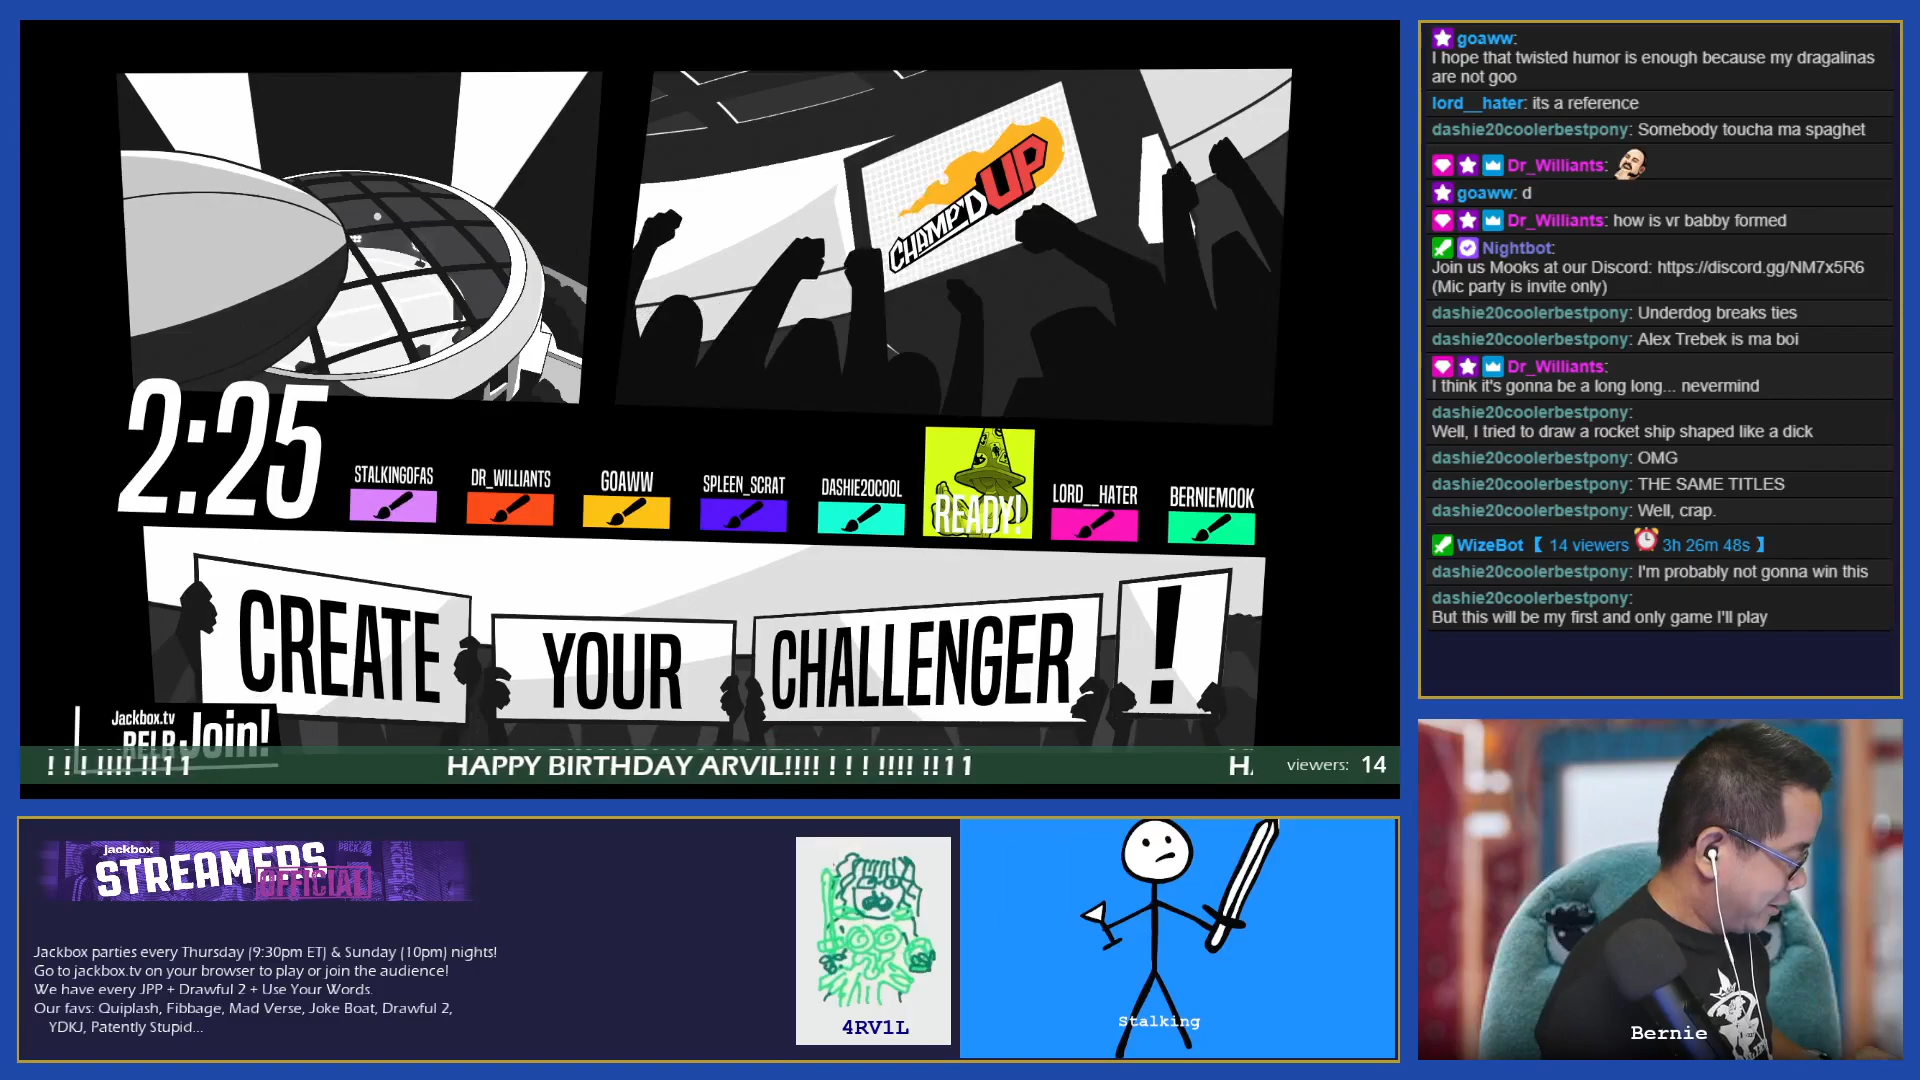 CHAMP'D UP
2:25
STALKINGOFAS
DR_WILLIANTS
GOAWW
SPLEEN_SCRAT
DASHIE20COOL
READY!
LORD__HATER
BERNIEMOOK
CREATE
YOUR
CHALLENGER
!
Jackbox.tv
Join!
! ! ! !!!! !!11
HAPPY BIRTHDAY ARVIL!!!! ! ! ! !!!! !!11
viewers: 14
jackbox
STREAMERS
OFFICIAL
Jackbox parties every Thursday (9:30pm ET) & Sunday (10pm) nights!
Go to jackbox.tv on your browser to play or join the audience!
We have every JPP + Drawful 2 + Use Your Words.
Our favs: Quiplash, Fibbage, Mad Verse, Joke Boat, Drawful 2,
YDKJ, Patently Stupid...
4RV1L
Stalking
goaww:
I hope that twisted humor is enough because my dragalinas
are not goo
lord__hater: its a reference
dashie20coolerbestpony: Somebody toucha ma spaghet
Dr_Williants:
goaww: d
Dr_Williants: how is vr babby formed
Nightbot:
Join us Mooks at our Discord: https://discord.gg/NM7x5R6
(Mic party is invite only)
dashie20coolerbestpony: Underdog breaks ties
dashie20coolerbestpony: Alex Trebek is ma boi
Dr_Williants:
I think it's gonna be a long long... nevermind
dashie20coolerbestpony:
Well, I tried to draw a rocket ship shaped like a dick
dashie20coolerbestpony: OMG
dashie20coolerbestpony: THE SAME TITLES
dashie20coolerbestpony: Well, crap.
WizeBot 【 14 viewers 3h 26m 48s 】
dashie20coolerbestpony: I'm probably not gonna win this
dashie20coolerbestpony:
But this will be my first and only game I'll play
Bernie